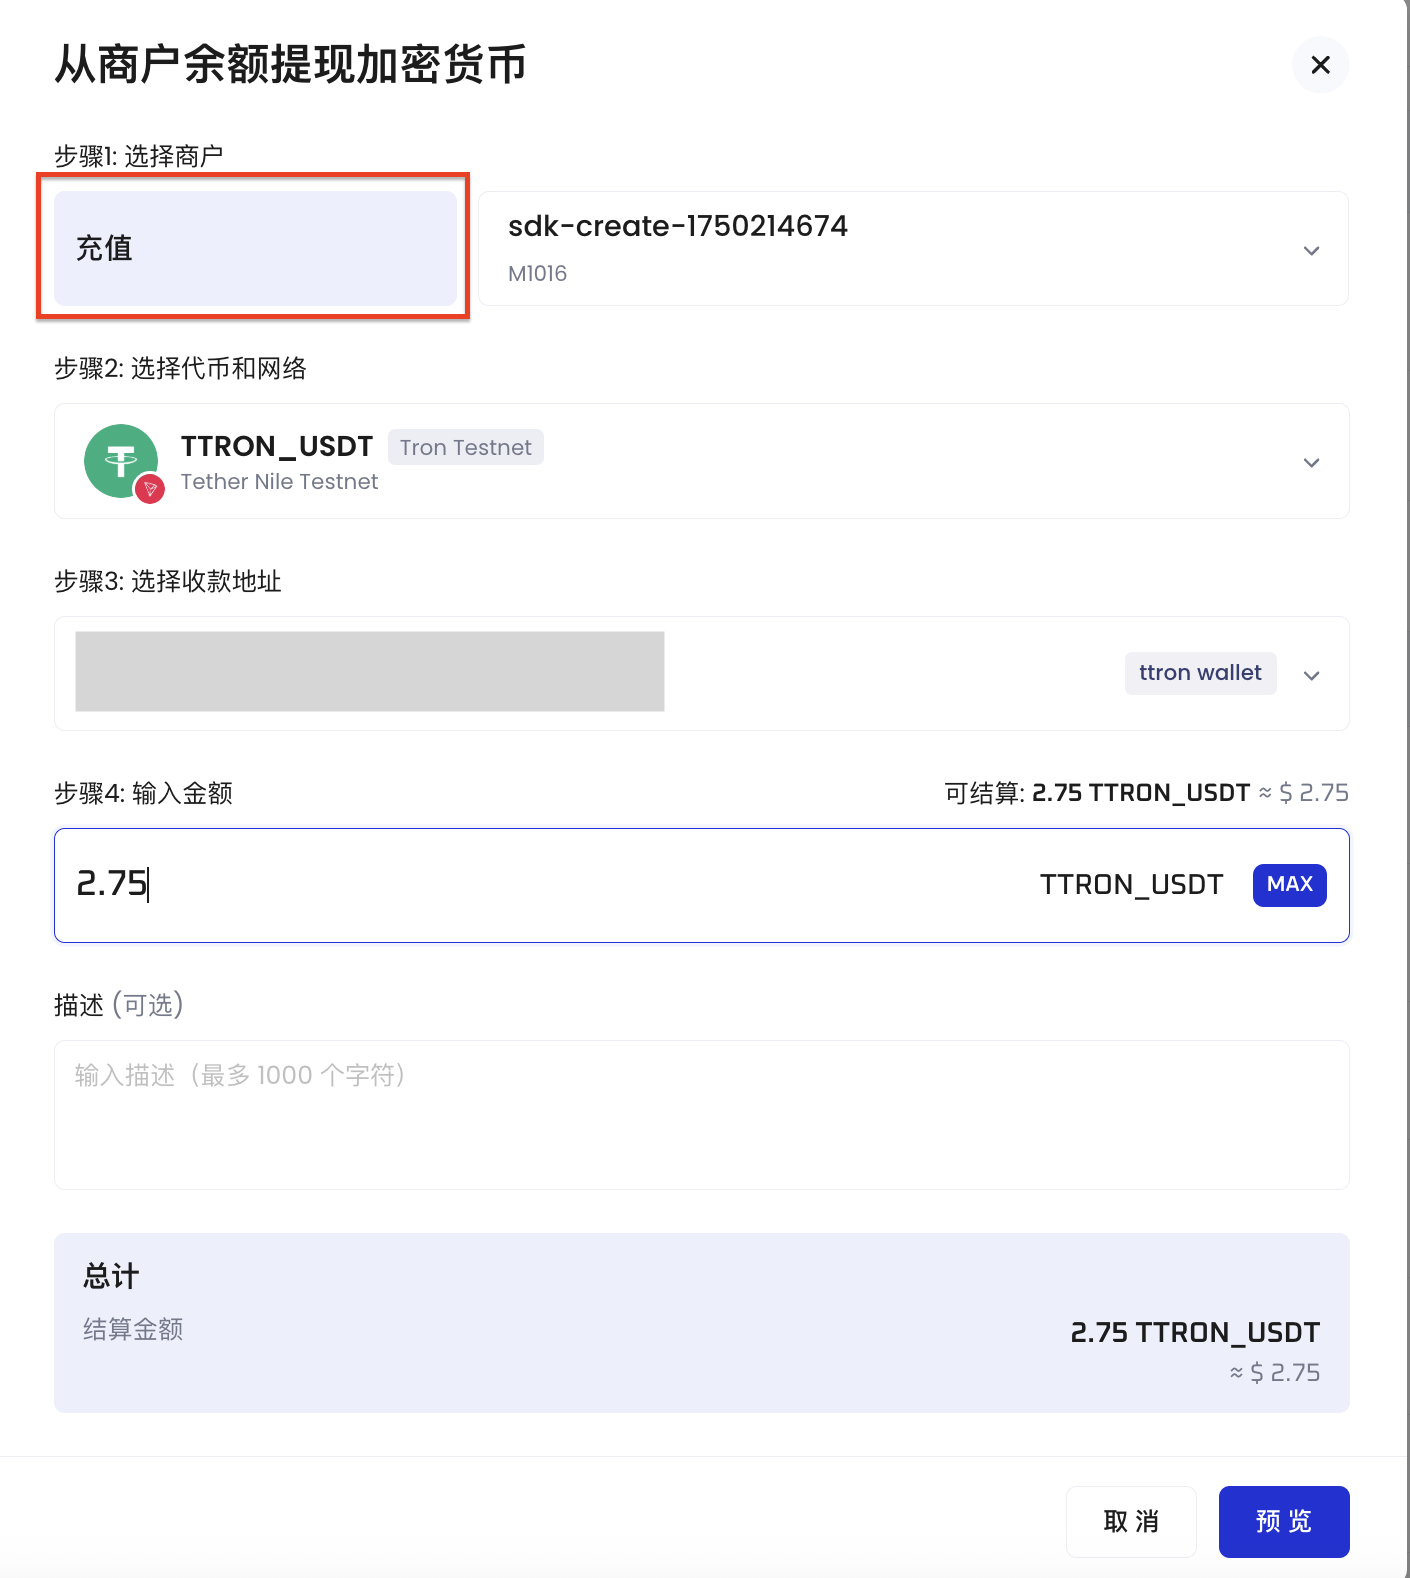 从商户余额提现加密货币
步骤1: 选择商户
充值
sdk-create-1750214674
M1016
步骤2: 选择代币和网络
TTRON_USDT Tron Testnet
Tether Nile Testnet
步骤3: 选择收款地址
ttron wallet
步骤4: 输入金额 可结算: 2.75 TTRON_USDT ≈ $ 2.75
2.75 TTRON_USDT MAX
描述 (可选)
输入描述（最多 1000 个字符）
总计
结算金额 2.75 TTRON_USDT
≈ $ 2.75
取消 预览